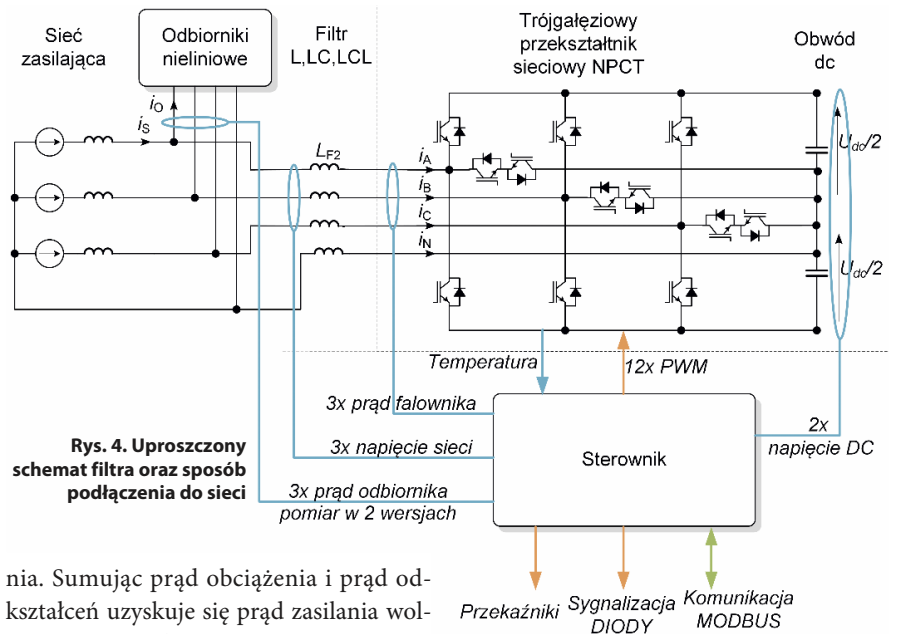 Sieć
zasilająca
Odbiorniki
nieliniowe
Filtr
L,LC,LCL
Trójgałęziowy
przekształtnik
sieciowy NPCT
Obwód
dc
iO
iS
LF2
iA
iB
iC
iN
Udc/2
Udc/2
Temperatura
12x PWM
3x prąd falownika
3x napięcie sieci
3x prąd odbiornika
pomiar w 2 wersjach
Sterownik
2x
napięcie DC
Rys. 4. Uproszczony
schemat filtra oraz sposób
podłączenia do sieci
Przekaźniki
Sygnalizacja
DIODY
Komunikacja
MODBUS
nia. Sumując prąd obciążenia i prąd od-
kształceń uzyskuje się prąd zasilania wol-